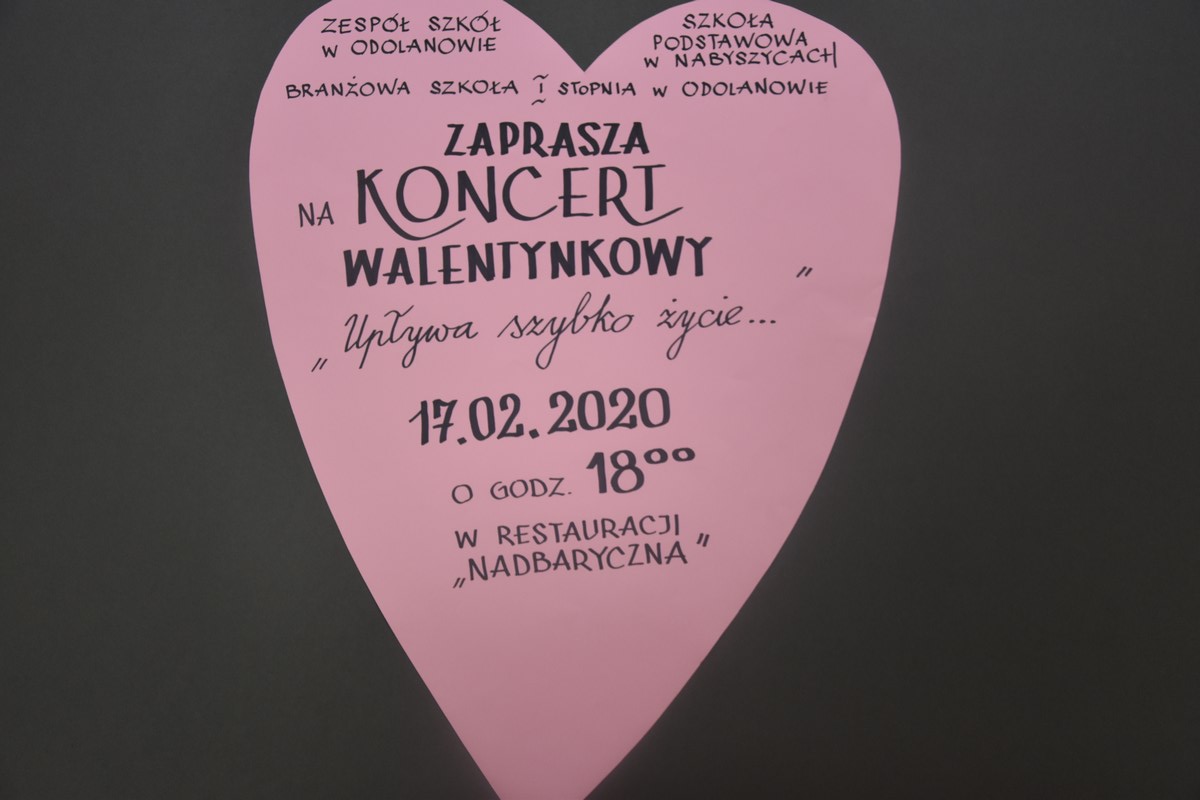 ZESPÓŁ SZKÓŁ
W ODOLANOWIE
SZKOŁA
PODSTAWOWA
W NABYSZYCACH
BRANŻOWA SZKOŁA I STOPNIA W ODOLANOWIE
ZAPRASZA
NA KONCERT
WALENTYNKOWY
„Upływa szybko życie..."
17.02.2020
O GODZ. 18⁰⁰
W RESTAURACJI
„NADBARYCZNA"